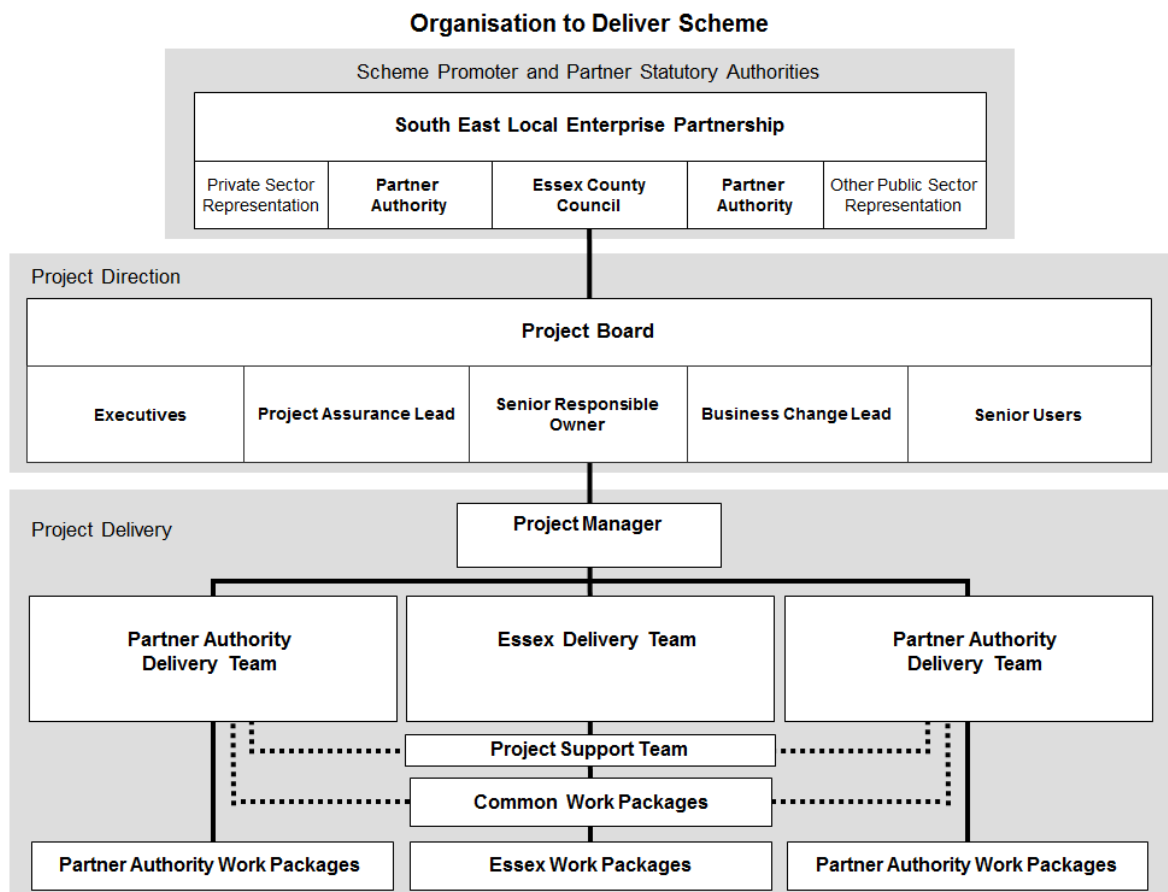 Organisation to Deliver Scheme
Scheme Promoter and Partner Statutory Authorities
South East Local Enterprise Partnership
Private Sector
Representation
Partner
Authority
Essex County
Council
Partner
Authority
Other Public Sector
Representation
Project Direction
Project Board
Executives
Project Assurance Lead
Senior Responsible
Owner
Business Change Lead
Senior Users
Project Delivery
Project Manager
Partner Authority
Delivery Team
Essex Delivery Team
Partner Authority
Delivery Team
Project Support Team
Common Work Packages
Partner Authority Work Packages
Essex Work Packages
Partner Authority Work Packages